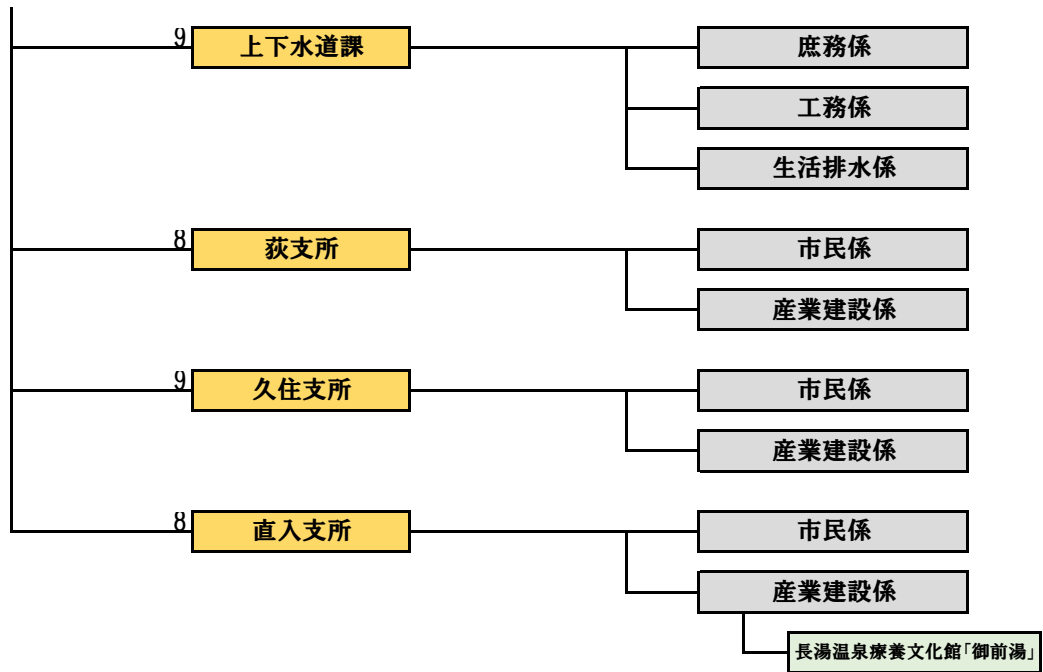 9 上下水道課 庶務係
工務係
生活排水係
8 荻支所 市民係
産業建設係
9 久住支所 市民係
産業建設係
8 直入支所 市民係
産業建設係
長湯温泉療養文化館「御前湯」